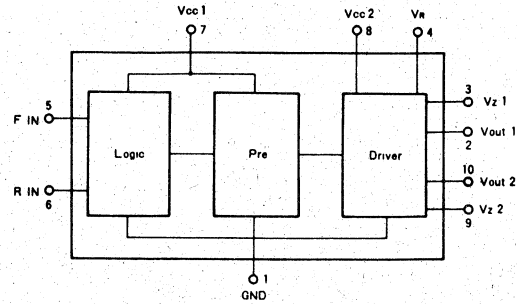 Vcc 1
Vcc 2
VR
7
8
4
5
F IN
3
Vz 1
Vout 1
2
Logic
Pre
Driver
10
Vout 2
R IN
6
Vz 2
9
1
GND